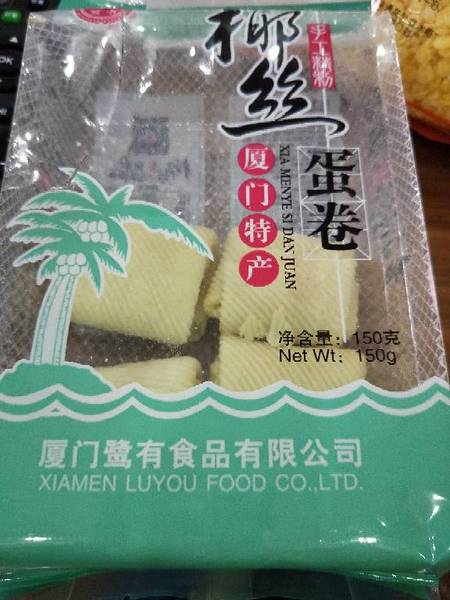 椰丝
手工精制
蛋卷
XIA MENYE SI DAN JUAN
厦门特产
净含量：150克
Net Wt：150g
厦门鹭有食品有限公司
XIAMEN LUYOU FOOD CO.,LTD.